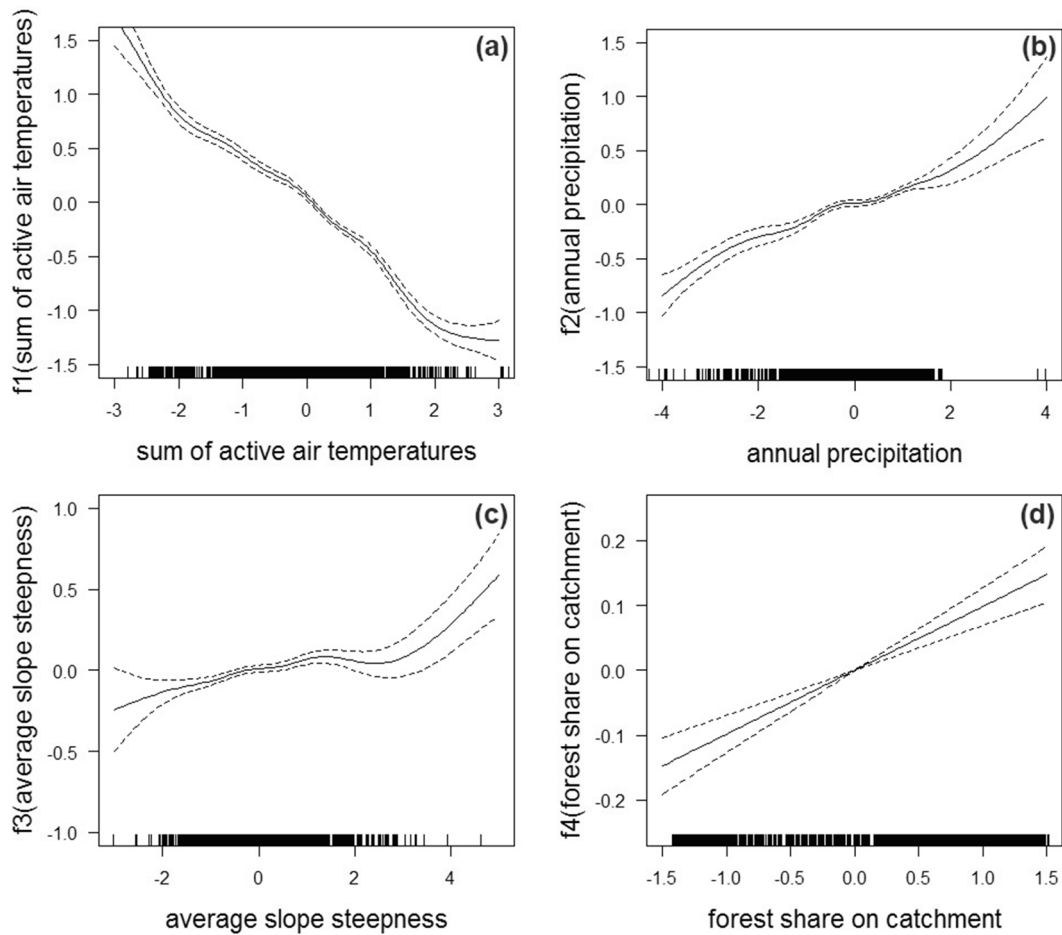 (a)
f1(sum of active air temperatures)
1.5
1.0
0.5
0.0
-0.5
-1.0
-1.5
-3 -2 -1 0 1 2 3
sum of active air temperatures
(b)
f2(annual precipitation)
1.5
1.0
0.5
0.0
-0.5
-1.0
-1.5
-4 -2 0 2 4
annual precipitation
(c)
f3(average slope steepness)
1.0
0.5
0.0
-0.5
-1.0
-2 0 2 4
average slope steepness
(d)
f4(forest share on catchment)
0.2
0.1
0.0
-0.1
-0.2
-1.5 -1.0 -0.5 0.0 0.5 1.0 1.5
forest share on catchment